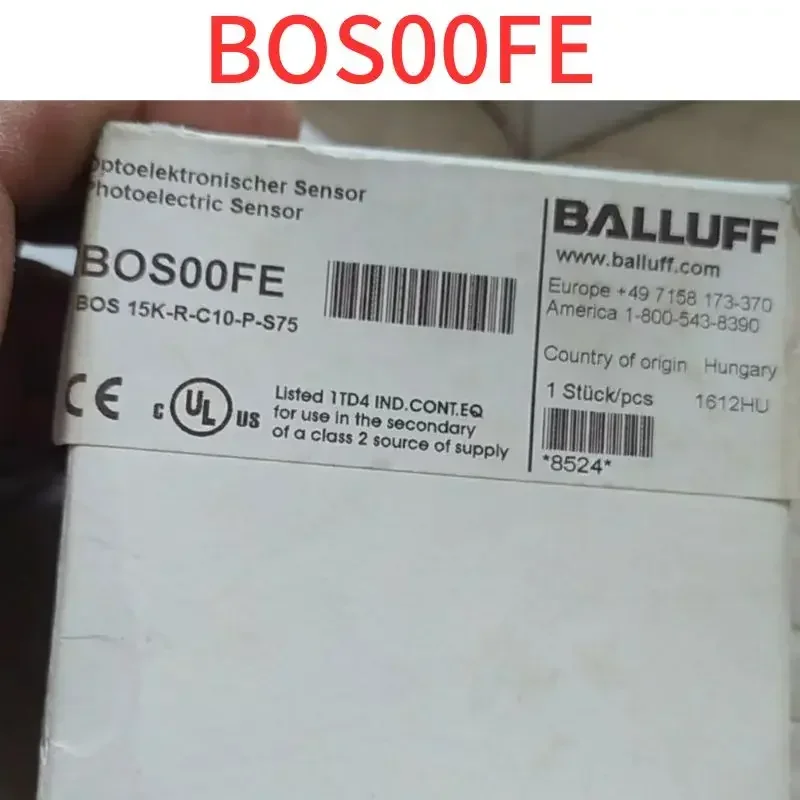 BOS00FE
Optoelektronischer Sensor
Photoelectric Sensor
BOS00FE
BOS 15K-R-C10-P-S75
CE
c UL US
Listed 1TD4 IND.CONT.EQ
for use in the secondary
of a class 2 source of supply
BALLUFF
www.balluff.com
Europe +49 7158 173-370
America 1-800-543-8390
Country of origin Hungary
1 Stück/pcs 1612HU
*8524*